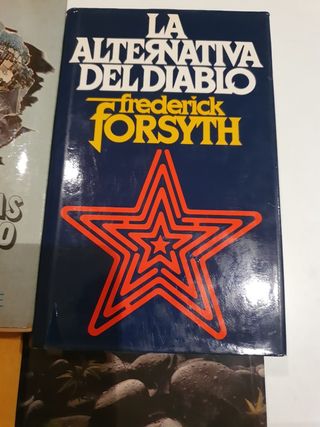 LA
ALTERNATIVA
DEL DIABLO
frederick
FORSYTH